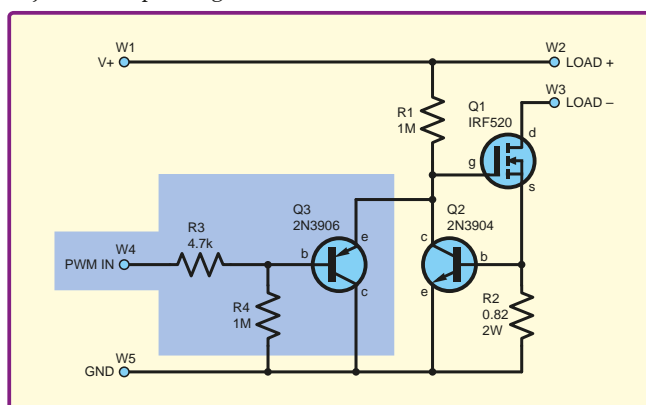 W1
V+
W2
LOAD +
W3
LOAD –
R1
1M
Q1
IRF520
d
g
s
Q3
2N3906
Q2
2N3904
R3
4.7k
e
c
W4
PWM IN
b
b
R4
1M
c
e
R2
0.82
2W
W5
GND